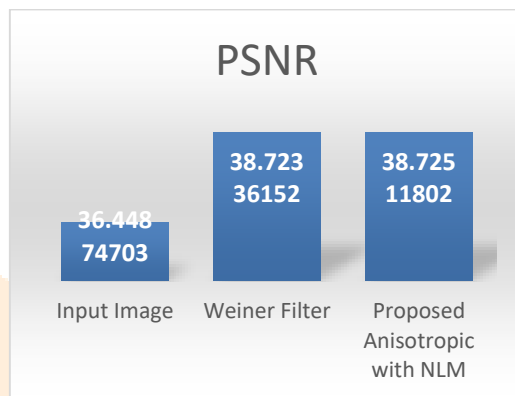 PSNR
36.448
74703
38.723
36152
38.725
11802
Input Image
Weiner Filter
Proposed
Anisotropic
with NLM